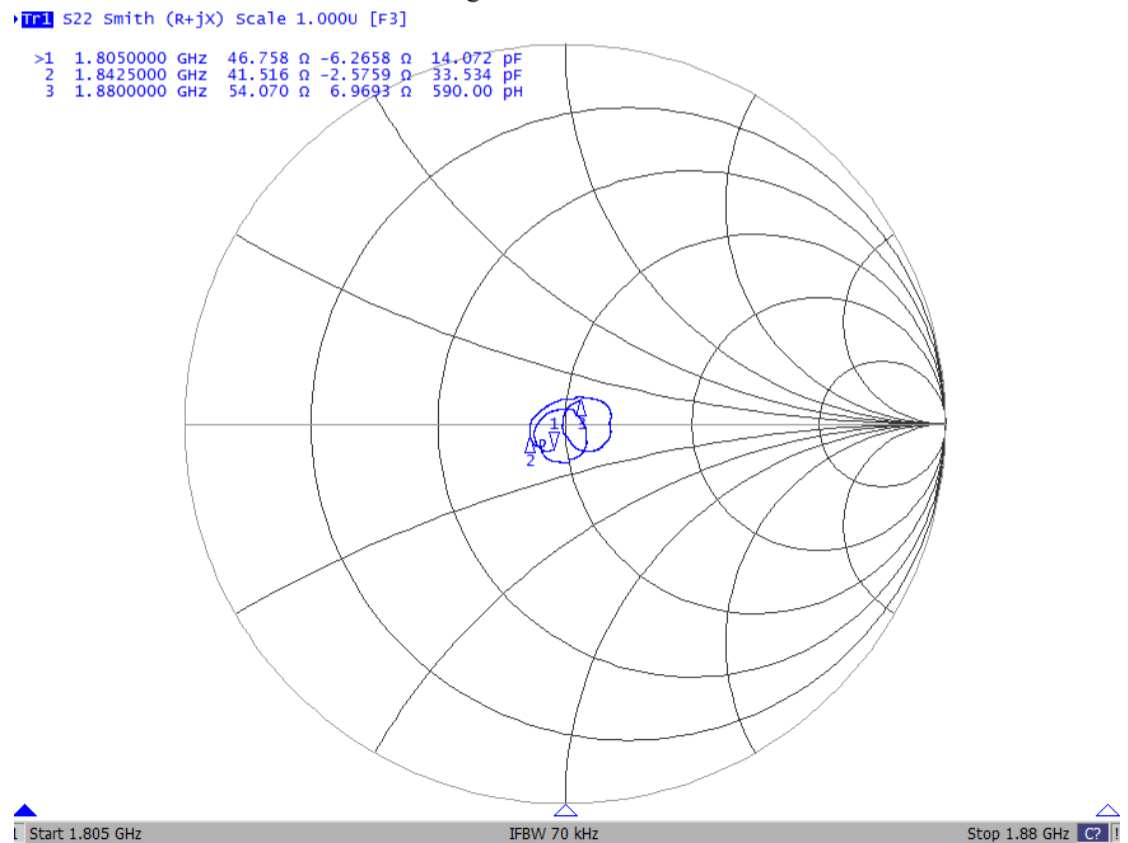 Tr1 S22 Smith (R+jX) Scale 1.000U [F3]
>1 1.8050000 GHz 46.758 Ω -6.2658 Ω 14.072 pF
2 1.8425000 GHz 41.516 Ω -2.5759 Ω 33.534 pF
3 1.8800000 GHz 54.070 Ω 6.9693 Ω 590.00 pH
1
3
2
1 Start 1.805 GHz IFBW 70 kHz Stop 1.88 GHz C? !